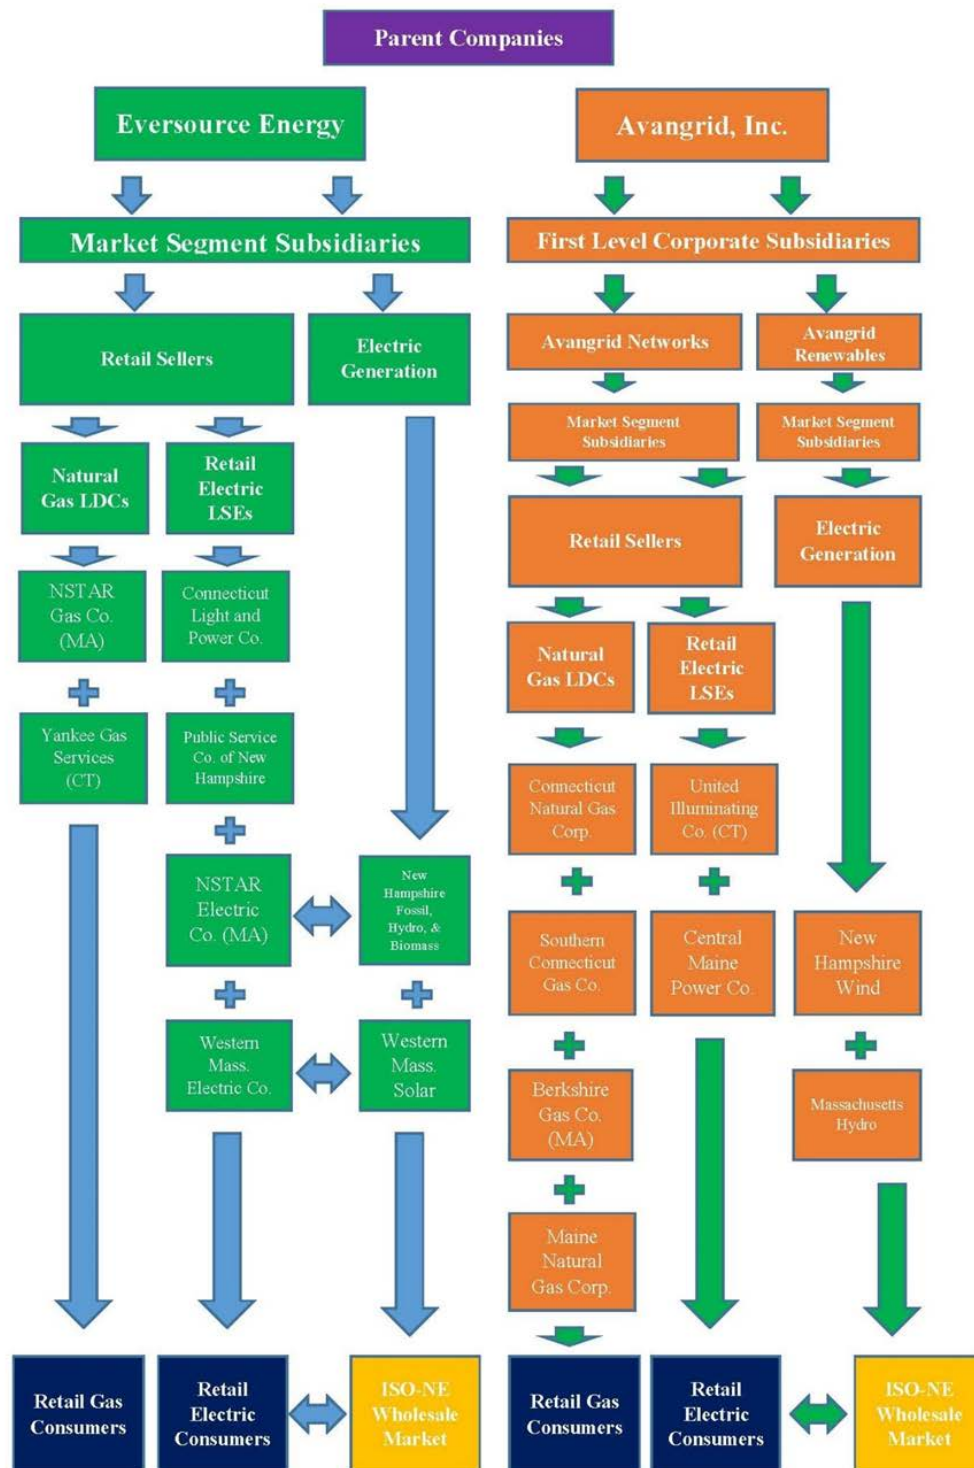 Parent Companies
Eversource Energy
Market Segment Subsidiaries
Retail Sellers
Electric
Generation
Natural
Gas LDCs
Retail
Electric
LSEs
NSTAR
Gas Co.
(MA)
Connecticut
Light and
Power Co.
Yankee Gas
Services
(CT)
Public Service
Co. of New
Hampshire
NSTAR
Electric
Co. (MA)
New
Hampshire
Fossil,
Hydro, &
Biomass
Western
Mass.
Electric Co.
Western
Mass.
Solar
Retail Gas
Consumers
Retail
Electric
Consumers
ISO-NE
Wholesale
Market
Avangrid, Inc.
First Level Corporate Subsidiaries
Avangrid Networks
Avangrid
Renewables
Market Segment
Subsidiaries
Market Segment
Subsidiaries
Retail Sellers
Electric
Generation
Natural
Gas LDCs
Retail
Electric
LSEs
Connecticut
Natural Gas
Corp.
United
Illuminating
Co. (CT)
Southern
Connecticut
Gas Co.
Central
Maine
Power Co.
New
Hampshire
Wind
Berkshire
Gas Co.
(MA)
Massachusetts
Hydro
Maine
Natural
Gas Corp.
Retail Gas
Consumers
Retail
Electric
Consumers
ISO-NE
Wholesale
Market